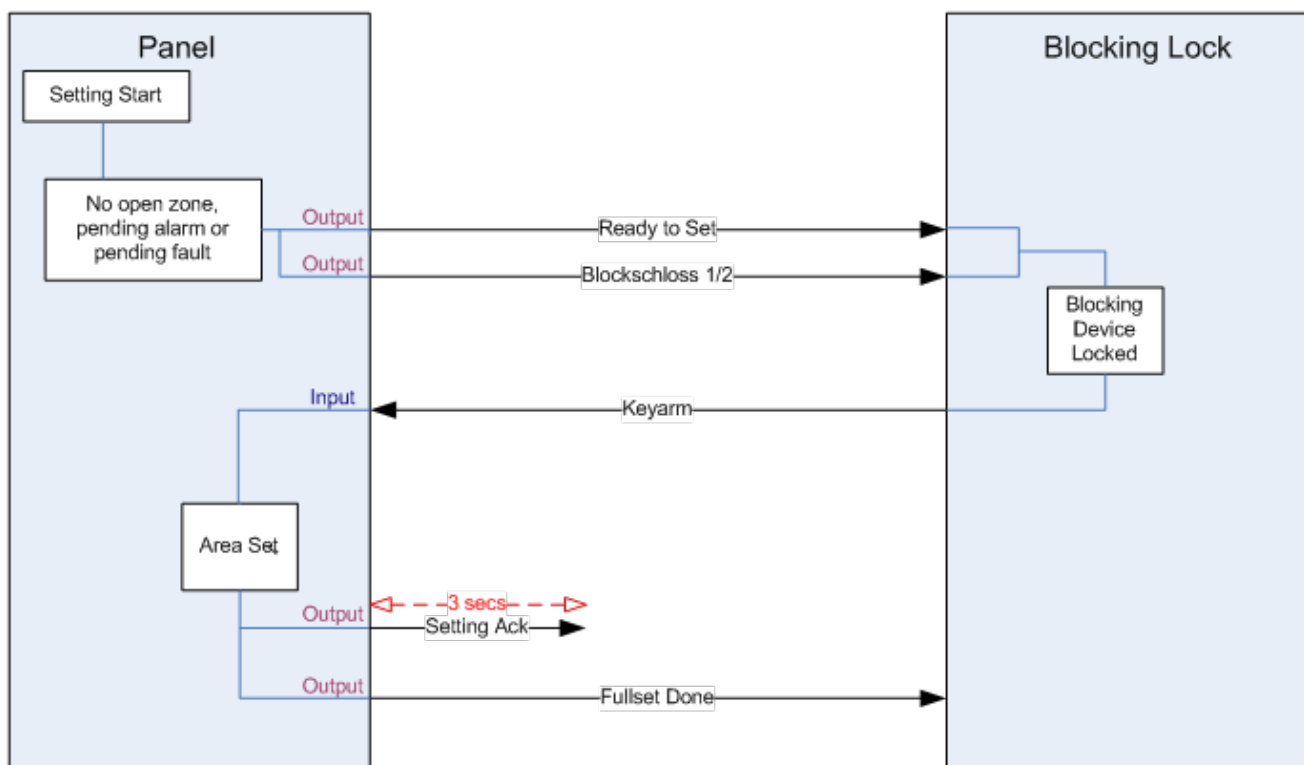 Panel
Blocking Lock
Setting Start
No open zone,
pending alarm or
pending fault
Output
Ready to Set
Output
Blockschloss 1/2
Blocking
Device
Locked
Input
Keyarm
Area Set
3 secs
Output
Setting Ack
Output
Fullset Done